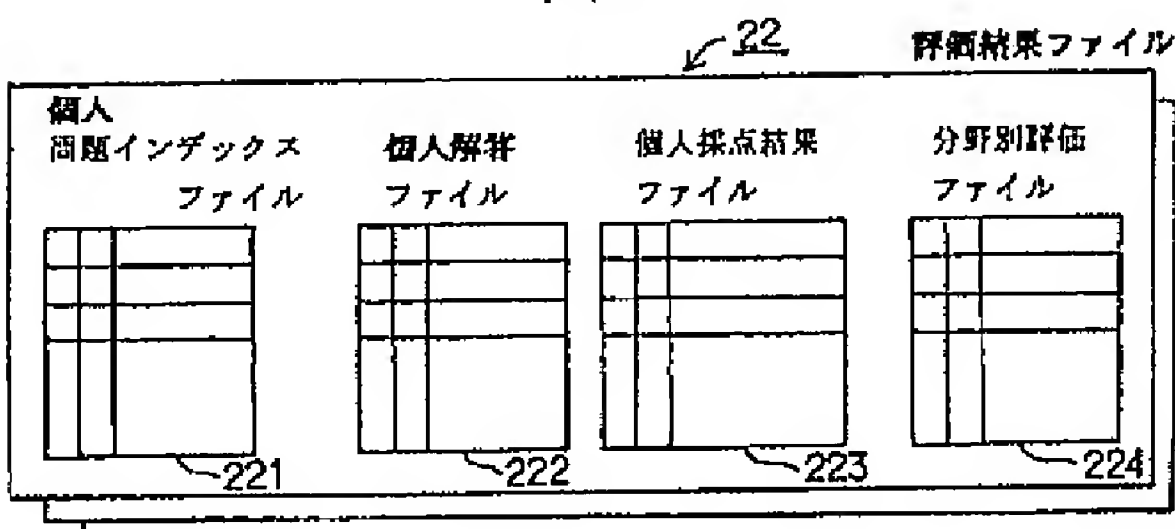 22
評価結果ファイル
個人
問題インデックス
ファイル
個人解答
ファイル
個人採点結果
ファイル
分野別評価
ファイル
221
222
223
224